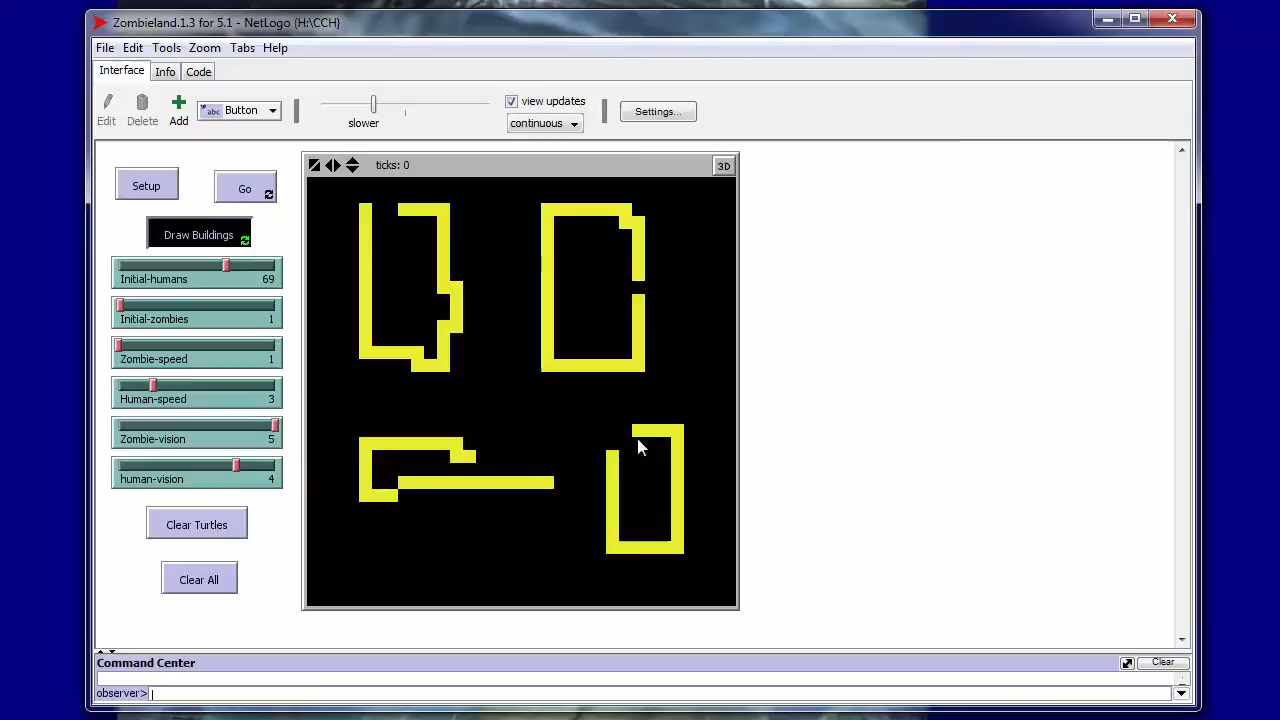 Zombieland.1.3 for 5.1 - NetLogo {H:\CCH}
File Edit Tools Zoom Tabs Help
Interface Info Code
Edit Delete Add abc Button slower view updates continuous Settings...
ticks: 0 3D
Setup Go
Draw Buildings
Initial-humans 69
Initial-zombies 1
Zombie-speed 1
Human-speed 3
Zombie-vision 5
human-vision 4
Clear Turtles
Clear All
Command Center Clear
observer>